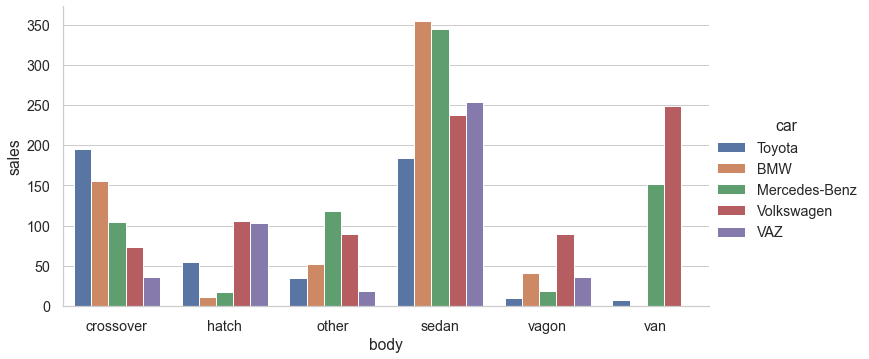 350
300
250
200
150
100
50
0
sales
crossover hatch other sedan vagon van
body
car
Toyota
BMW
Mercedes-Benz
Volkswagen
VAZ